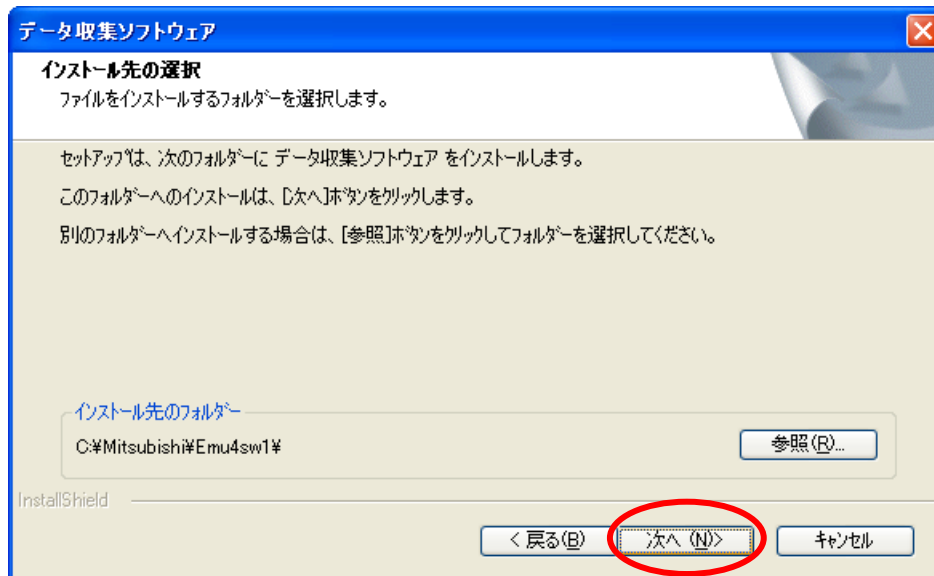 データ収集ソフトウェア
インストール先の選択
ファイルをインストールするフォルダーを選択します。
セットアップは、次のフォルダーに データ収集ソフトウェア をインストールします。
このフォルダーへのインストールは、[次へ]ボタンをクリックします。
別のフォルダーへインストールする場合は、[参照]ボタンをクリックしてフォルダーを選択してください。
インストール先のフォルダー
C:¥Mitsubishi¥Emu4sw1¥
参照(R)...
InstallShield
< 戻る(B)
次へ (N)>
キャンセル